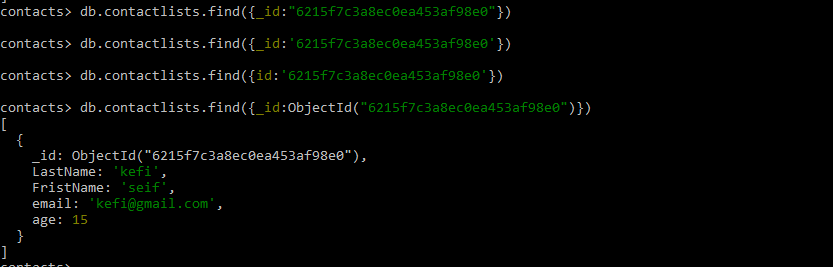 contacts> db.contactlists.find({_id:"6215f7c3a8ec0ea453af98e0"})
contacts> db.contactlists.find({_id:'6215f7c3a8ec0ea453af98e0'})
contacts> db.contactlists.find({id:'6215f7c3a8ec0ea453af98e0'})
contacts> db.contactlists.find({_id:ObjectId("6215f7c3a8ec0ea453af98e0")})
[
  {
    _id: ObjectId("6215f7c3a8ec0ea453af98e0"),
    LastName: 'kefi',
    FristName: 'seif',
    email: 'kefi@gmail.com',
    age: 15
  }
]
contacts>